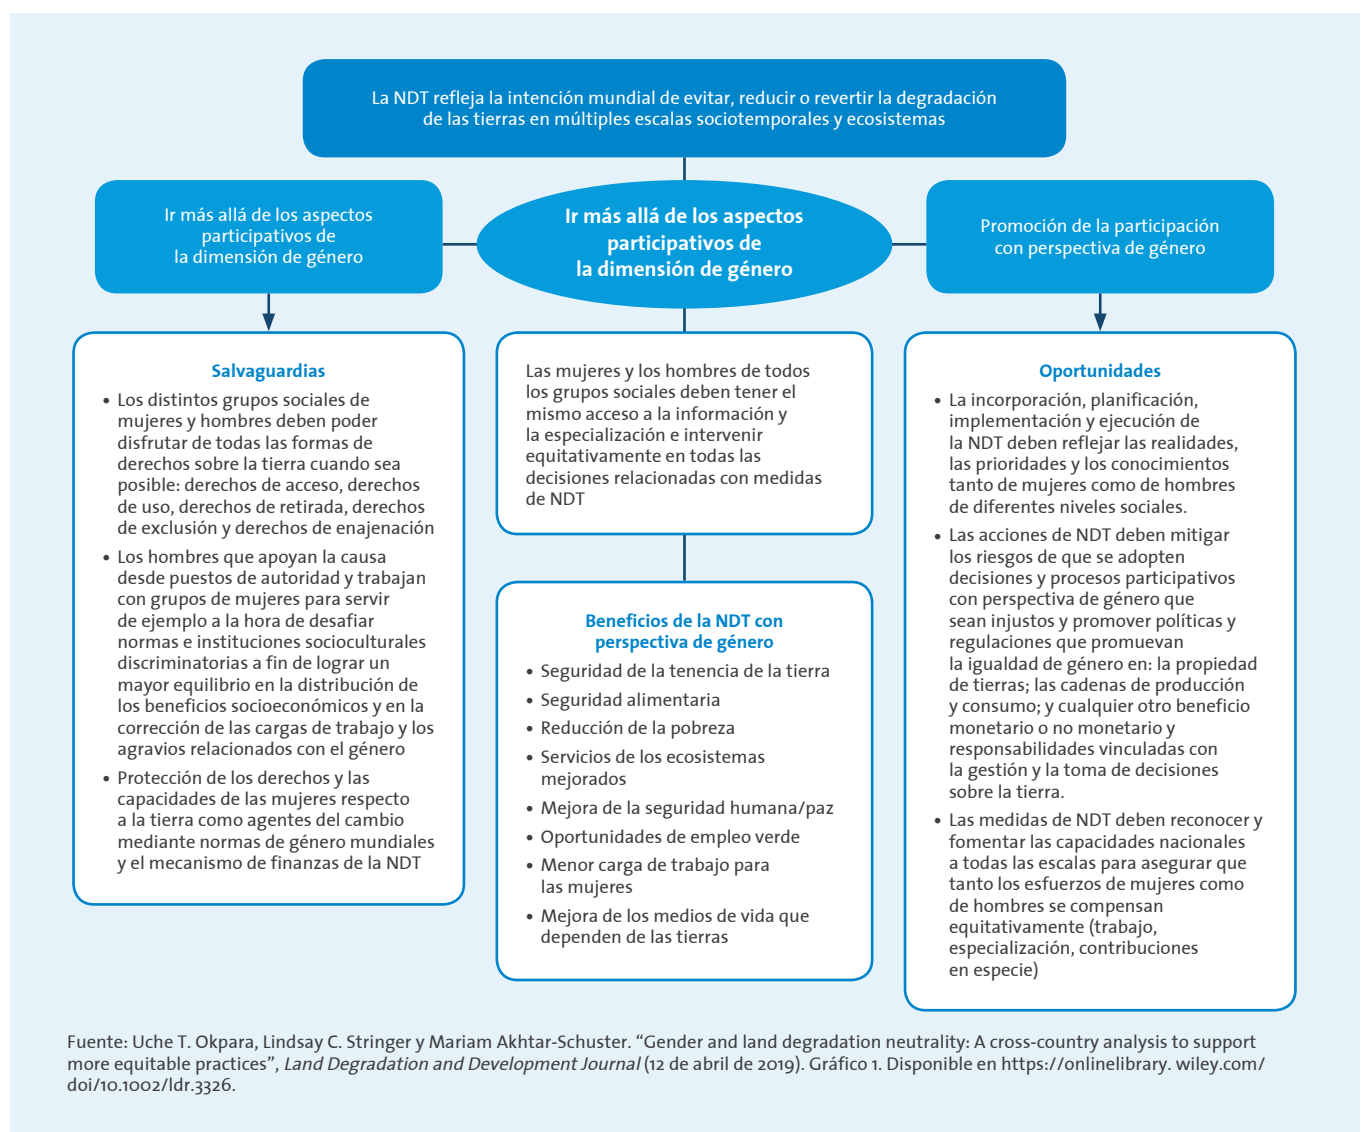 La NDT refleja la intención mundial de evitar, reducir o revertir la degradación
de las tierras en múltiples escalas sociotemporales y ecosistemas
Ir más allá de los aspectos
participativos de
la dimensión de género
Ir más allá de los aspectos
participativos de
la dimensión de género
Promoción de la participación
con perspectiva de género
Salvaguardias
• Los distintos grupos sociales de
mujeres y hombres deben poder
disfrutar de todas las formas de
derechos sobre la tierra cuando sea
posible: derechos de acceso, derechos
de uso, derechos de retirada, derechos
de exclusión y derechos de enajenación
• Los hombres que apoyan la causa
desde puestos de autoridad y trabajan
con grupos de mujeres para servir
de ejemplo a la hora de desafiar
normas e instituciones socioculturales
discriminatorias a fin de lograr un
mayor equilibrio en la distribución de
los beneficios socioeconómicos y en la
corrección de las cargas de trabajo y los
agravios relacionados con el género
• Protección de los derechos y las
capacidades de las mujeres respecto
a la tierra como agentes del cambio
mediante normas de género mundiales
y el mecanismo de finanzas de la NDT
Las mujeres y los hombres de todos
los grupos sociales deben tener el
mismo acceso a la información y
la especialización e intervenir
equitativamente en todas las
decisiones relacionadas con medidas
de NDT
Beneficios de la NDT con
perspectiva de género
• Seguridad de la tenencia de la tierra
• Seguridad alimentaria
• Reducción de la pobreza
• Servicios de los ecosistemas
mejorados
• Mejora de la seguridad humana/paz
• Oportunidades de empleo verde
• Menor carga de trabajo para
las mujeres
• Mejora de los medios de vida que
dependen de las tierras
Oportunidades
• La incorporación, planificación,
implementación y ejecución de
la NDT deben reflejar las realidades,
las prioridades y los conocimientos
tanto de mujeres como de hombres
de diferentes niveles sociales.
• Las acciones de NDT deben mitigar
los riesgos de que se adopten
decisiones y procesos participativos
con perspectiva de género que
sean injustos y promover políticas y
regulaciones que promuevan
la igualdad de género en: la propiedad
de tierras; las cadenas de producción
y consumo; y cualquier otro beneficio
monetario o no monetario y
responsabilidades vinculadas con
la gestión y la toma de decisiones
sobre la tierra.
• Las medidas de NDT deben reconocer y
fomentar las capacidades nacionales
a todas las escalas para asegurar que
tanto los esfuerzos de mujeres como
de hombres se compensan
equitativamente (trabajo,
especialización, contribuciones
en especie)
Fuente: Uche T. Okpara, Lindsay C. Stringer y Mariam Akhtar-Schuster. “Gender and land degradation neutrality: A cross-country analysis to support
more equitable practices”, Land Degradation and Development Journal (12 de abril de 2019). Gráfico 1. Disponible en https://onlinelibrary. wiley.com/
doi/10.1002/ldr.3326.